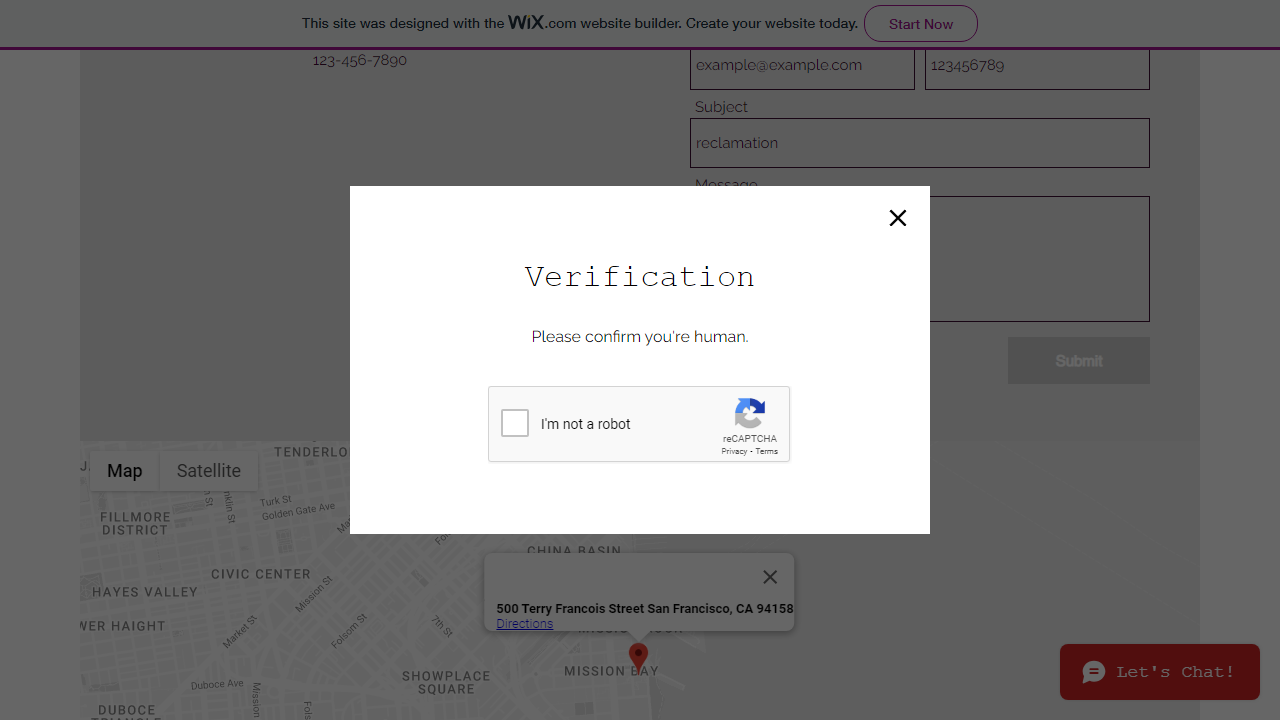 This site was designed with the WiX.com website builder. Create your website today.
Start Now
123-456-7890
example@example.com
123456789
Subject
reclamation
Message
Verification
Please confirm you're human.
I'm not a robot
reCAPTCHA
Privacy - Terms
Submit
Let's Chat!
Map
Satellite
TENDERLO
Turk St
Golden Gate Ave
FILLMORE
DISTRICT
CIVIC CENTER
HAYES VALLEY
Mission St
WER HAIGHT
Market St
Folsom St
7th St
CHINA BASIN
500 Terry Francois Street San Francisco, CA 94158
Directions
MISSION BAY
SHOWPLACE
SQUARE
Duboce Ave
Mission
DUBOCE
TRIANGLE